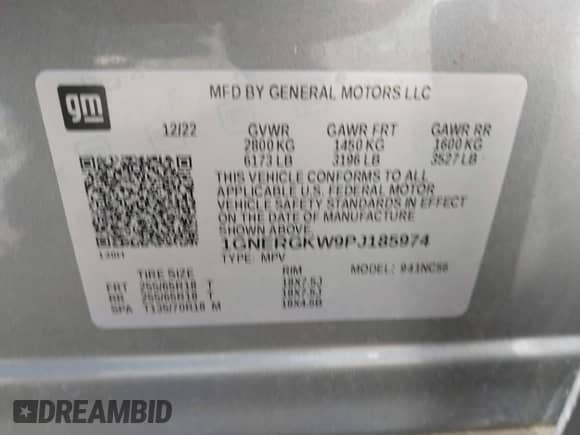 gm
MFD BY GENERAL MOTORS LLC
12/22 GVWR GAWR FRT GAWR RR
2800 KG 1450 KG 1600 KG
6173 LB 3196 LB 3527 LB
THIS VEHICLE CONFORMS TO ALL
APPLICABLE U.S. FEDERAL MOTOR
VEHICLE SAFETY STANDARDS IN EFFECT
ON THE DATE OF MANUFACTURE
SHOWN ABOVE.
1GNERGKW9PJ185974
TYPE: MPV MODEL:
TIRE SIZE RIM
FRT 255/65R18 T 18X7.5J
RR 255/65R18 T 18X7.5J
SPA T135/70R18 M 18X4.5B
DREAMBID